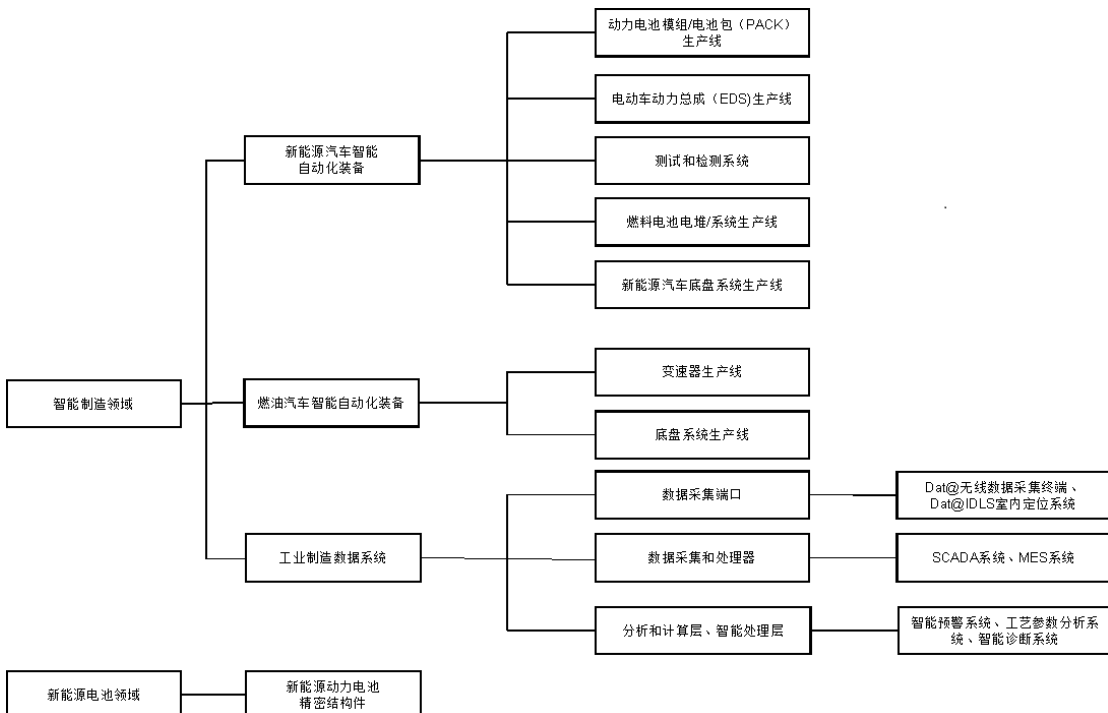 动力电池模组/电池包（PACK）
生产线
电动车动力总成（EDS)生产线
新能源汽车智能
自动化装备
测试和检测系统
燃料电池电堆/系统生产线
新能源汽车底盘系统生产线
变速器生产线
智能制造领域
燃油汽车智能自动化装备
底盘系统生产线
数据采集端口
Dat@无线数据采集终端、
Dat@IDLS室内定位系统
工业制造数据系统
数据采集和处理器
SCADA系统、MES系统
分析和计算层、智能处理层
智能预警系统、工艺参数分析系
统、智能诊断系统
新能源电池领域
新能源动力电池
精密结构件